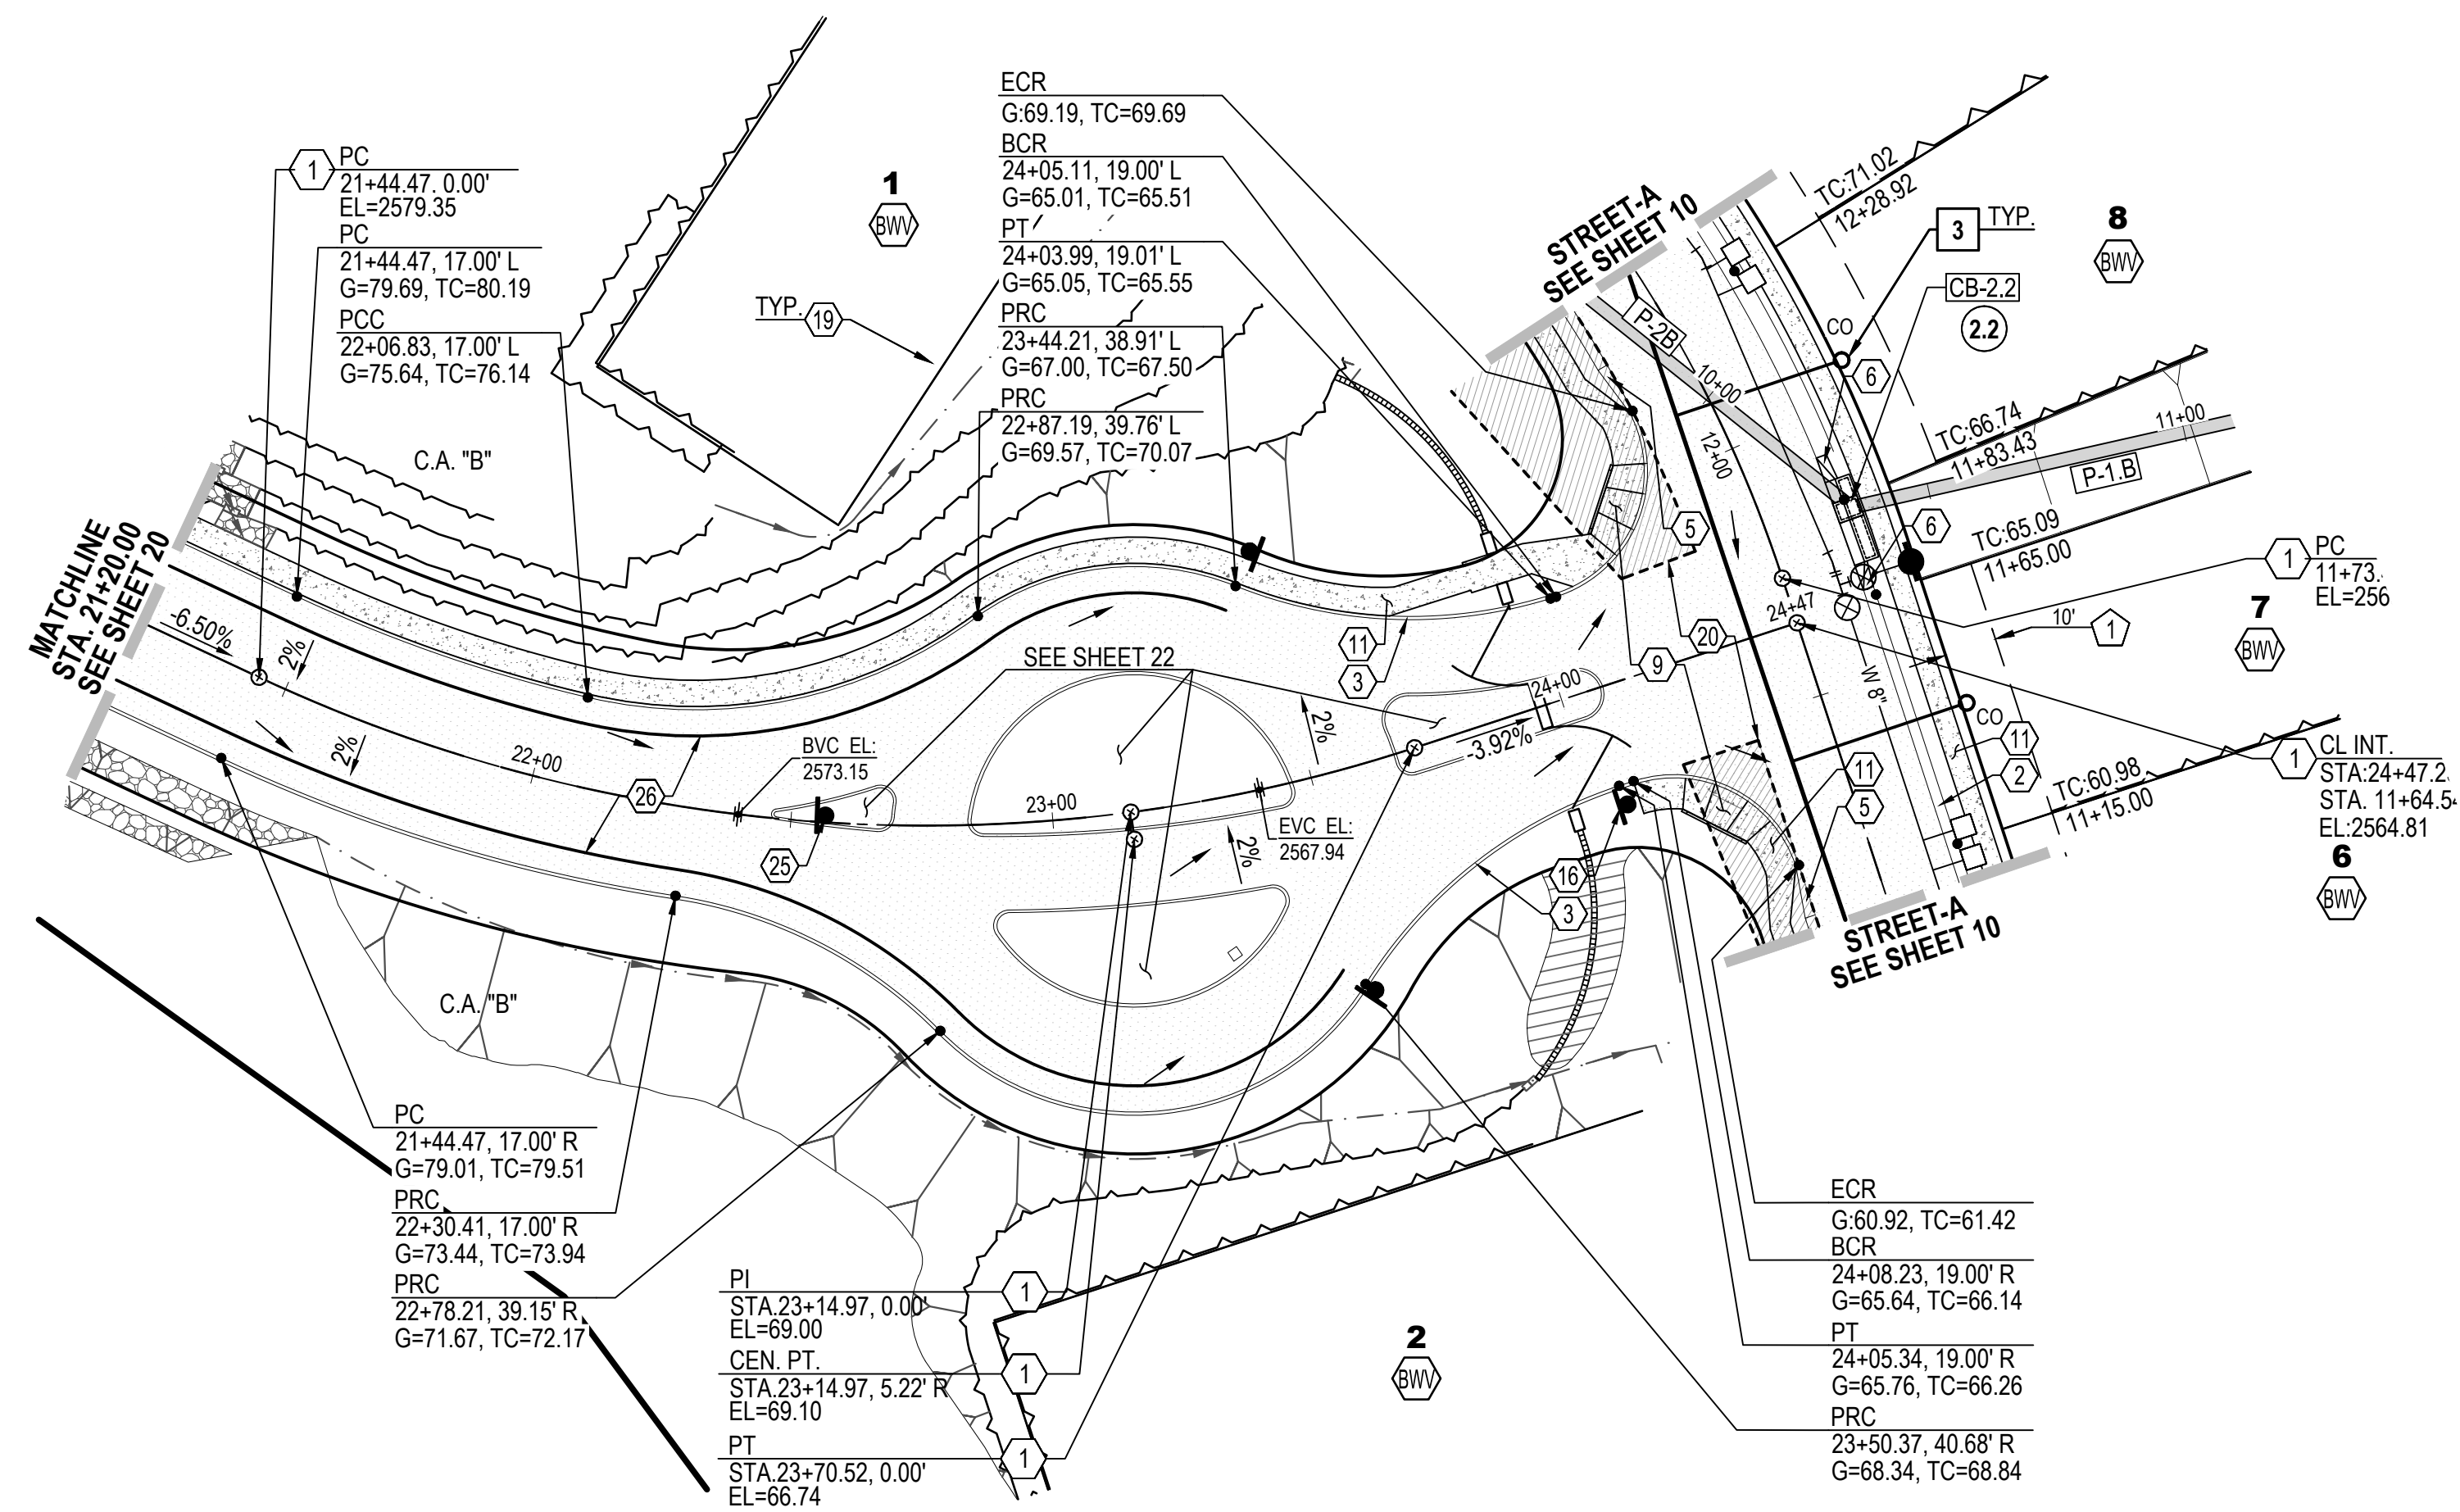 ECR
G:69.19, TC=69.69
BCR
24+05.11, 19.00' L
G=65.01, TC=65.51
PT
24+03.99, 19.01' L
G=65.05, TC=65.55
PRC
23+44.21, 38.91' L
G=67.00, TC=67.50
PRC
22+87.19, 39.76' L
G=69.57, TC=70.07
1
PC
21+44.47, 0.00'
EL=2579.35
PC
21+44.47, 17.00' L
G=79.69, TC=80.19
PCC
22+06.83, 17.00' L
G=75.64, TC=76.14
1
BWV
TYP.
19
C.A. "B"
MATCHLINE
STA. 21+20.00
SEE SHEET 20
-6.50%
2%
2%
22+00
26
BVC EL:
2573.15
25
SEE SHEET 22
23+00
2%
2%
EVC EL:
2567.94
-3.92%
24+00
11
3
STREET-A
SEE SHEET 10
P-2B
10+00
12+00
5
20
9
24+47
W 8"
TC:71.02
12+28.92
3
TYP.
8
BWV
CB-2.2
2.2
CO
6
TC:66.74
11+83.43
11+00
P-1.B
6
TC:65.09
11+65.00
1
PC
11+73.
EL=256
10'
1
7
BWV
CO
11
2
TC:60.98
11+15.00
1
CL INT.
STA:24+47.2
STA. 11+64.54
EL:2564.81
6
BWV
11
5
16
3
STREET-A
SEE SHEET 10
C.A. "B"
PC
21+44.47, 17.00' R
G=79.01, TC=79.51
PRC
22+30.41, 17.00' R
G=73.44, TC=73.94
PRC
22+78.21, 39.15' R
G=71.67, TC=72.17
PI
1
STA.23+14.97, 0.00'
EL=69.00
CEN. PT.
1
STA.23+14.97, 5.22' R
EL=69.10
PT
1
STA.23+70.52, 0.00'
EL=66.74
2
BWV
ECR
G:60.92, TC=61.42
BCR
24+08.23, 19.00' R
G=65.64, TC=66.14
PT
24+05.34, 19.00' R
G=65.76, TC=66.26
PRC
23+50.37, 40.68' R
G=68.34, TC=68.84